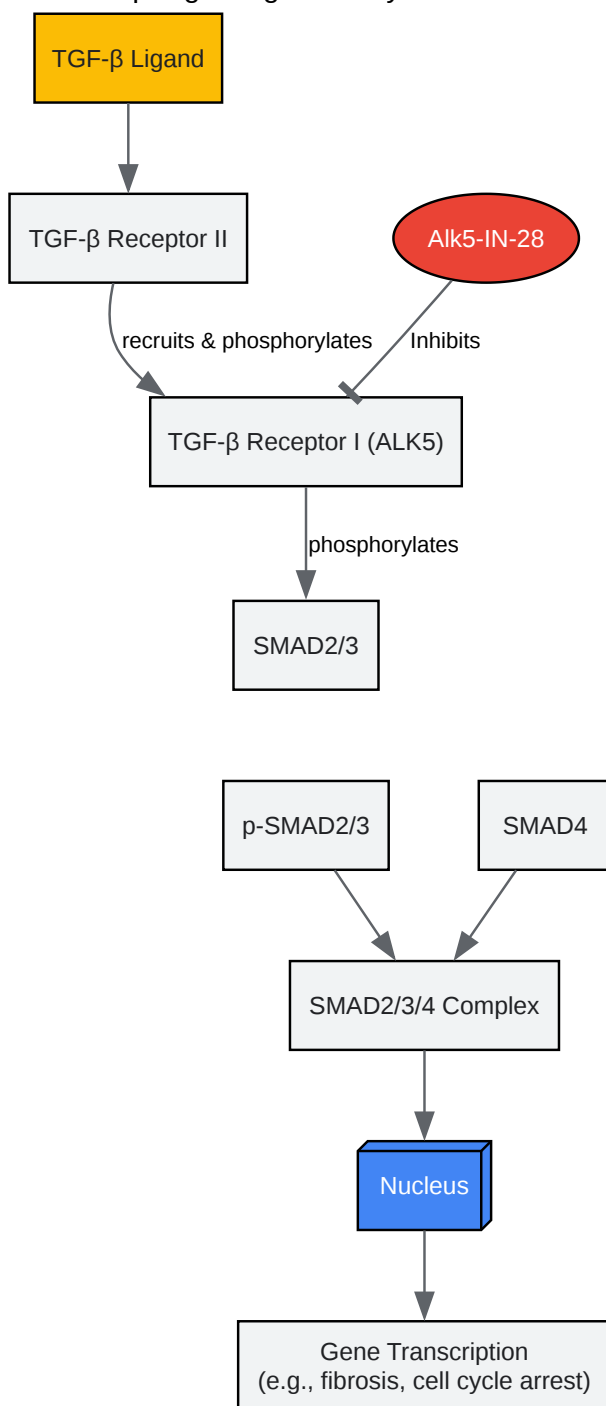 TGF-β Ligand
TGF-β Receptor II
Alk5-IN-28
recruits & phosphorylates
Inhibits
TGF-β Receptor I (ALK5)
phosphorylates
SMAD2/3
p-SMAD2/3
SMAD4
SMAD2/3/4 Complex
Nucleus
Gene Transcription
(e.g., fibrosis, cell cycle arrest)